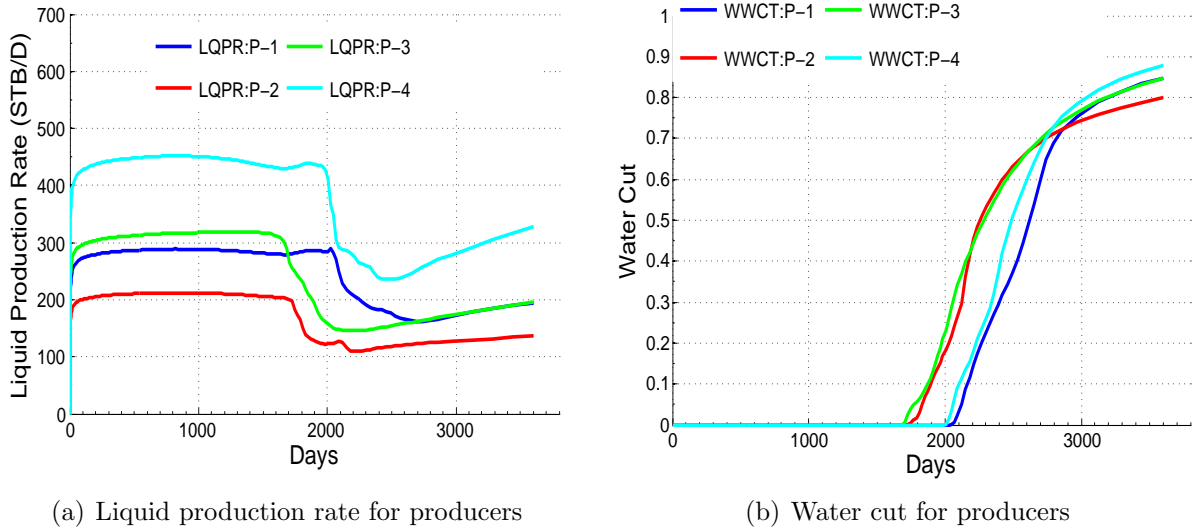 700
600
500
400
300
200
100
0
Liquid Production Rate (STB/D)
LQPR:P−1
LQPR:P−3
LQPR:P−2
LQPR:P−4
0
1000
2000
3000
Days
(a) Liquid production rate for producers
1
0.9
0.8
0.7
0.6
0.5
0.4
0.3
0.2
0.1
0
Water Cut
WWCT:P−1
WWCT:P−3
WWCT:P−2
WWCT:P−4
0
1000
2000
3000
Days
(b) Water cut for producers